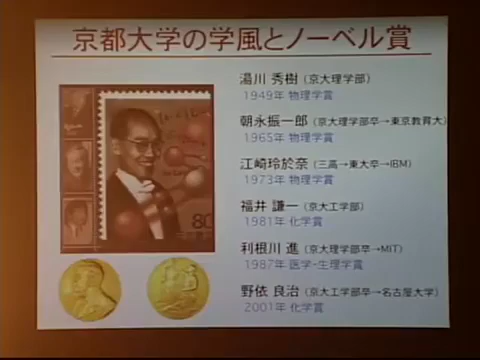 京都大学の学風とノーベル賞
湯川 秀樹（京大理学部）
1949年 物理学賞
朝永振一郎（京大理学部卒→東京教育大）
1965年 物理学賞
江崎玲於奈（三高→東大卒→IBM）
1973年 物理学賞
福井 謙一（京大工学部）
1981年 化学賞
利根川 進（京大理学部卒→MIT）
1987年 医学・生理学賞
野依 良治（京大工学部卒→名古屋大学）
2001年 化学賞
80